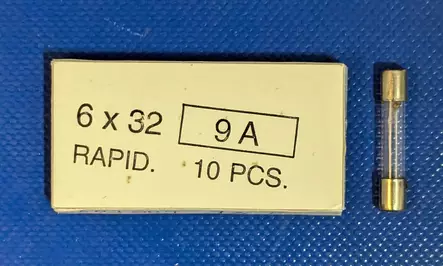 6 x 32 9 A
RAPID. 10 PCS.